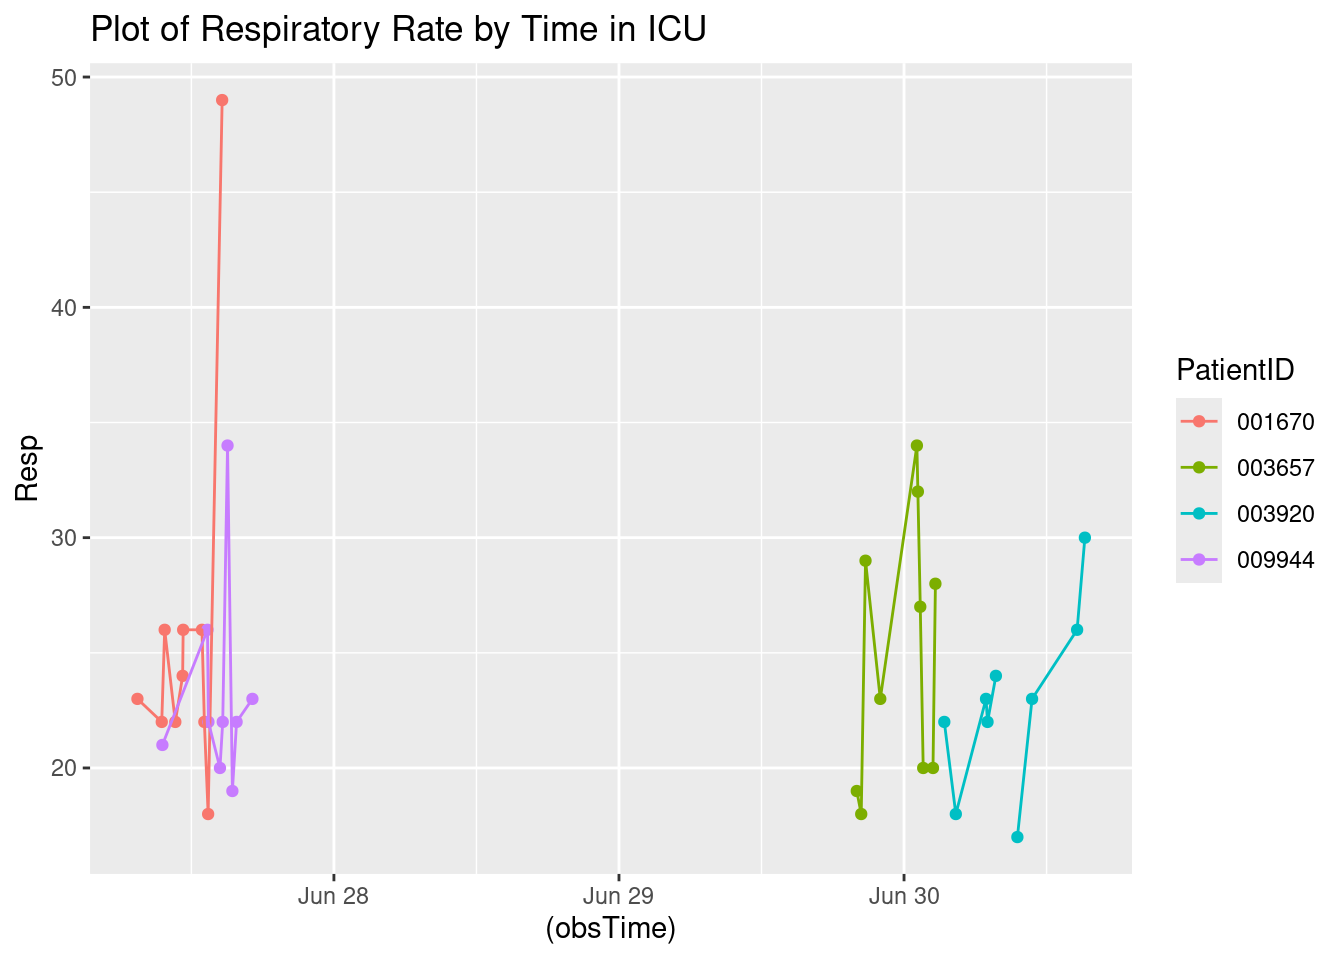 Plot of Respiratory Rate by Time in ICU
50
40
30
20
Resp
Jun 28
Jun 29
Jun 30
(obsTime)
PatientID
001670
003657
003920
009944